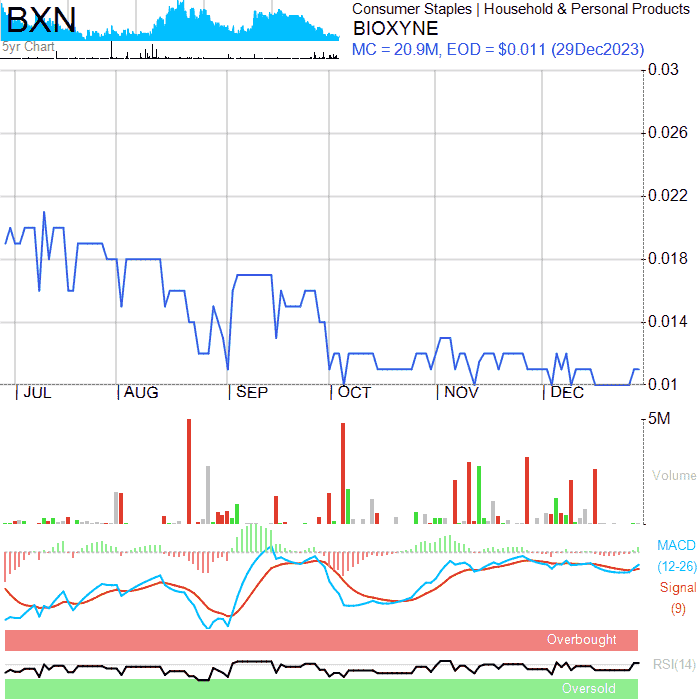 BXN
5yr Chart
Consumer Staples | Household & Personal Products
BIOXYNE
MC = 20.9M, EOD = $0.011 (29Dec2023)
0.03
0.026
0.022
0.018
0.014
0.01
JUL AUG SEP OCT NOV DEC
5M
Volume
MACD
(12-26)
Signal
(9)
Overbought
RSI(14)
Oversold